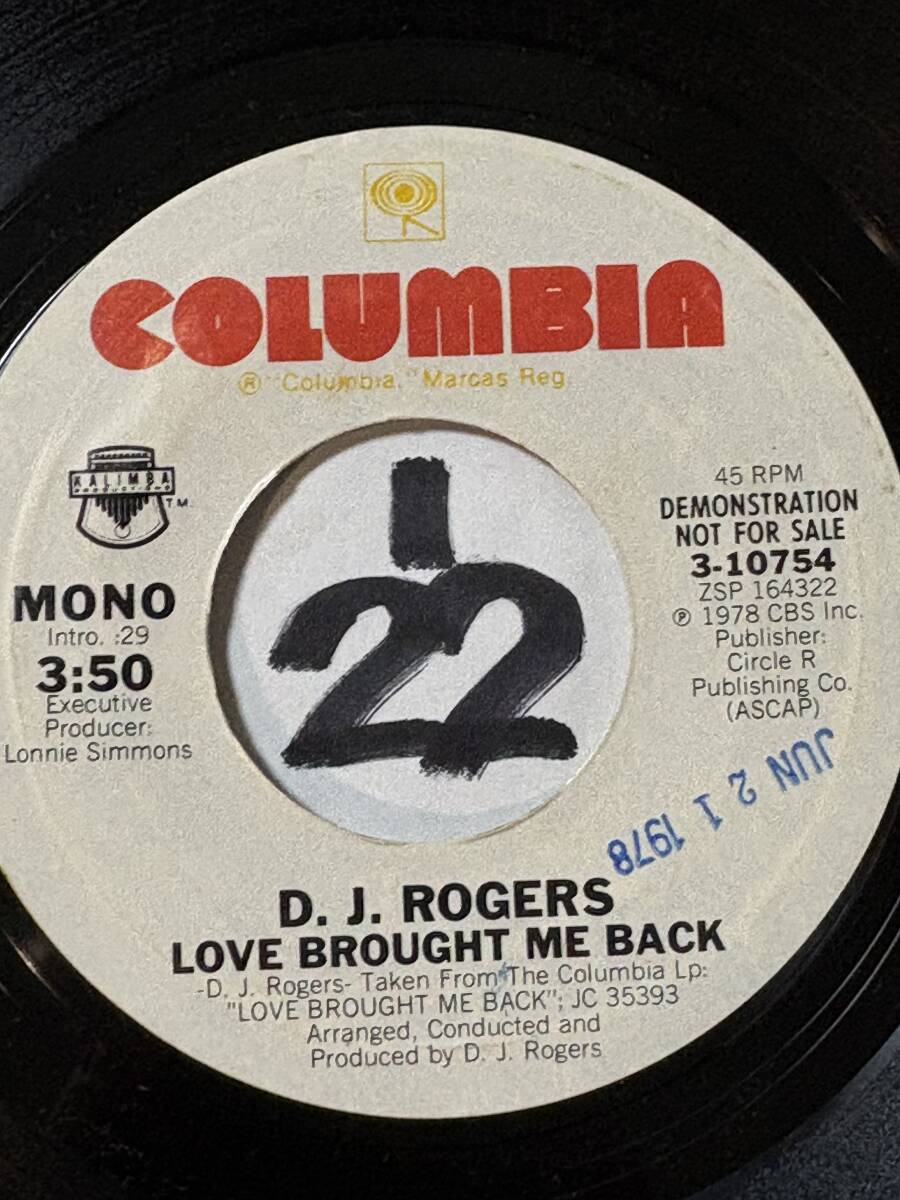 COLUMBIA
® "Columbia," Marcas Reg
KALIMBA
PRODUCTIONS
T.M.
MONO
Intro. :29
3:50
Executive
Producer:
Lonnie Simmons
1
22
45 RPM
DEMONSTRATION
NOT FOR SALE
3-10754
ZSP 164322
℗ 1978 CBS Inc.
Publisher:
Circle R
Publishing Co.
(ASCAP)
JUN 21 1978
D. J. ROGERS
LOVE BROUGHT ME BACK
-D. J. Rogers- Taken From The Columbia Lp:
"LOVE BROUGHT ME BACK"; JC 35393
Arranged, Conducted and
Produced by D. J. Rogers